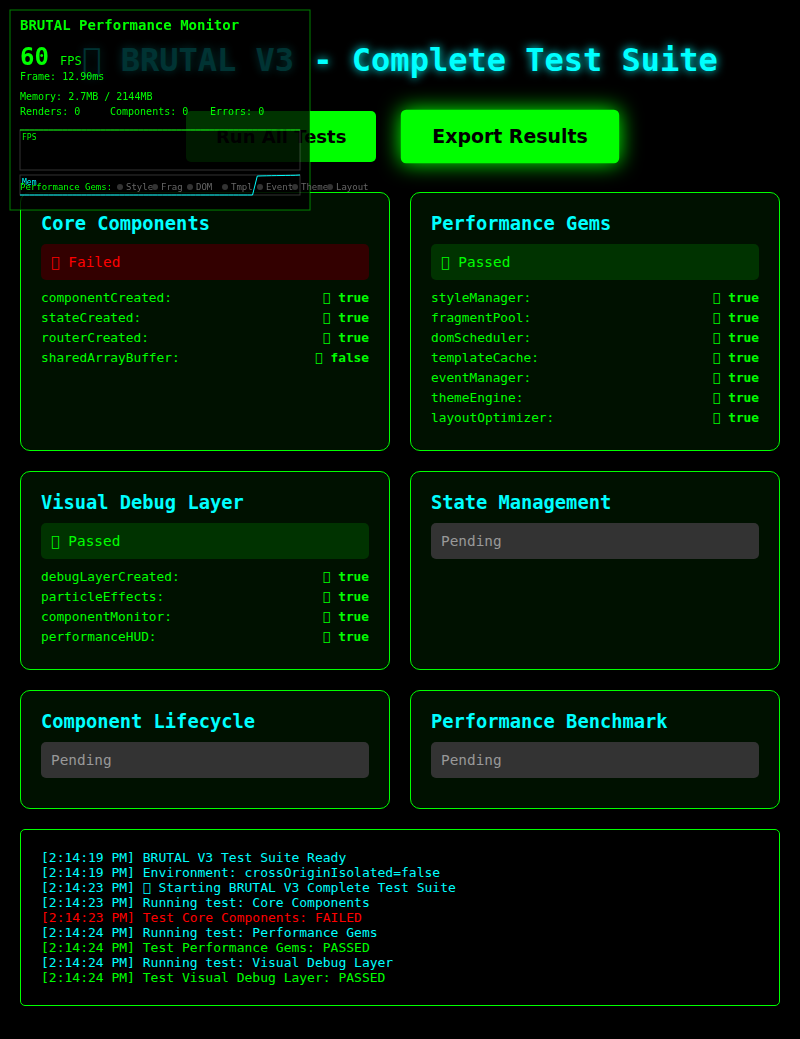 BRUTAL Performance Monitor
60 FPS
Frame: 12.90ms
Memory: 2.7MB / 2144MB
Renders: 0 Components: 0 Errors: 0
FPS
Mem
Performance Gems: Style Frag DOM Tmpl Event Theme Layout
BRUTAL V3 - Complete Test Suite
Run All Tests
Export Results
Core Components
Failed
componentCreated: true
stateCreated: true
routerCreated: true
sharedArrayBuffer: false
Performance Gems
Passed
styleManager: true
fragmentPool: true
domScheduler: true
templateCache: true
eventManager: true
themeEngine: true
layoutOptimizer: true
Visual Debug Layer
Passed
debugLayerCreated: true
particleEffects: true
componentMonitor: true
performanceHUD: true
State Management
Pending
Component Lifecycle
Pending
Performance Benchmark
Pending
[2:14:19 PM] BRUTAL V3 Test Suite Ready
[2:14:19 PM] Environment: crossOriginIsolated=false
[2:14:23 PM] Starting BRUTAL V3 Complete Test Suite
[2:14:23 PM] Running test: Core Components
[2:14:23 PM] Test Core Components: FAILED
[2:14:24 PM] Running test: Performance Gems
[2:14:24 PM] Test Performance Gems: PASSED
[2:14:24 PM] Running test: Visual Debug Layer
[2:14:24 PM] Test Visual Debug Layer: PASSED